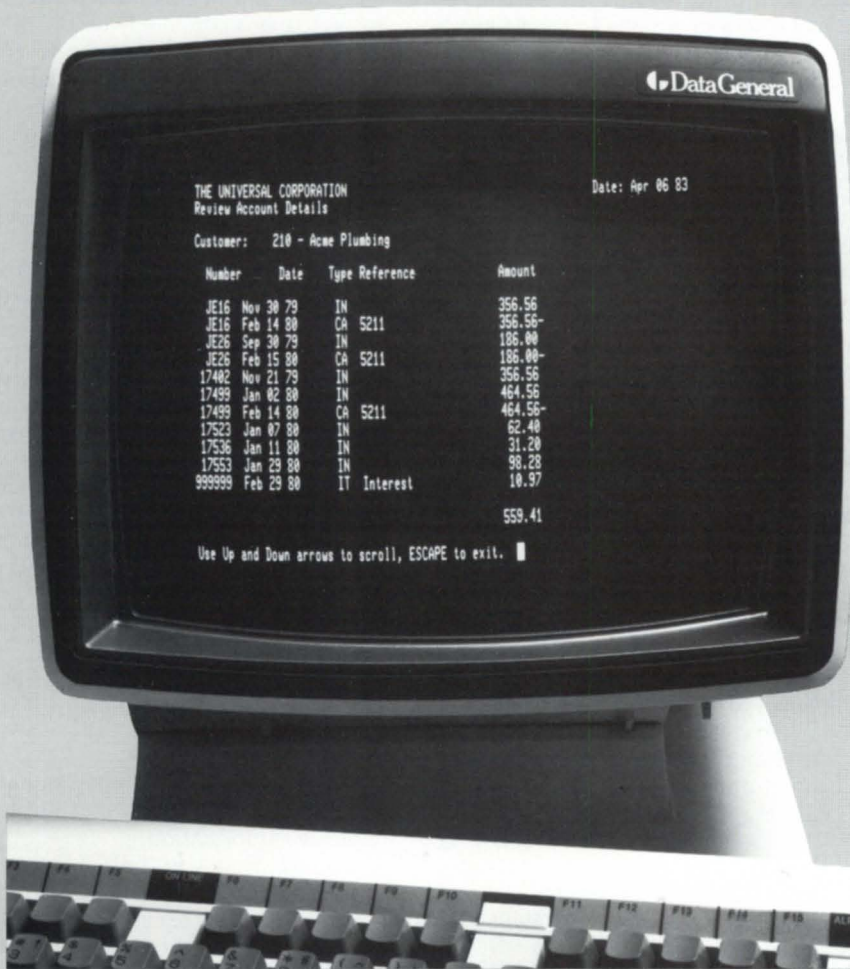 DataGeneral
THE UNIVERSAL CORPORATION Date: Apr 06 83
Review Account Details
Customer: 210 - Acme Plumbing
Number Date Type Reference Amount
JE16 Nov 30 79 IN 356.56
JE16 Feb 14 80 CA 5211 356.56-
JE26 Sep 30 79 IN 186.00
JE26 Feb 15 80 CA 5211 186.00-
17402 Nov 21 79 IN 356.56
17499 Jan 02 80 IN 464.56
17499 Feb 14 80 CA 5211 464.56-
17523 Jan 07 80 IN 62.40
17536 Jan 11 80 IN 31.20
17553 Jan 29 80 IN 98.28
999999 Feb 29 80 IT Interest 10.97
559.41
Use Up and Down arrows to scroll, ESCAPE to exit.
F4 F5 ON LINE F6 F7 F8 F9 F10 F11 F12 F13 F14 F15